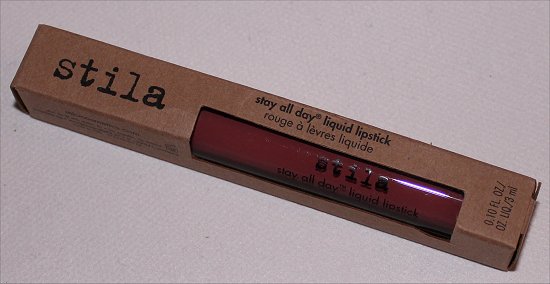 stila
stay all day® liquid lipstick
rouge à lèvres liquide
stila
stay all day™ liquid lipstick
0.10 FL. OZ/
OZ. LIQ/3 ml